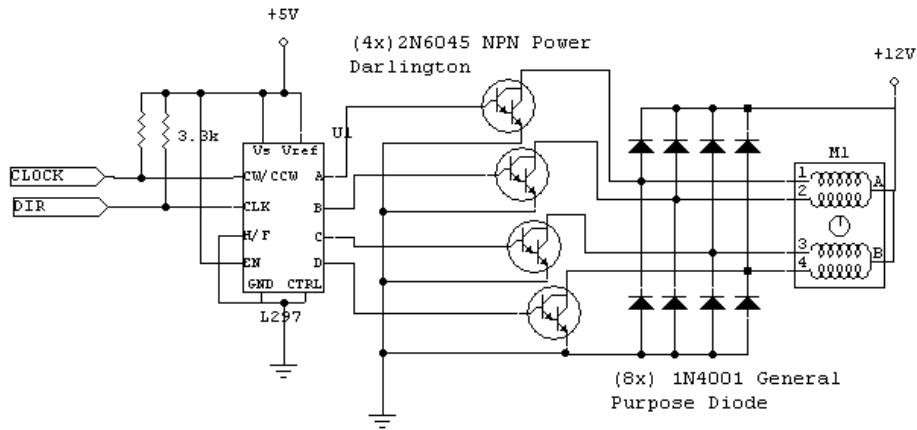 +5V
(4x)2N6045 NPN Power
Darlington
+12V
3.3k
U1
Vs Vref
M1
CLOCK
CW/CCW A
1
2
A
DIR
CLK B
H/F C
3
4
B
EN D
GND CTRL
L297
(8x) 1N4001 General
Purpose Diode